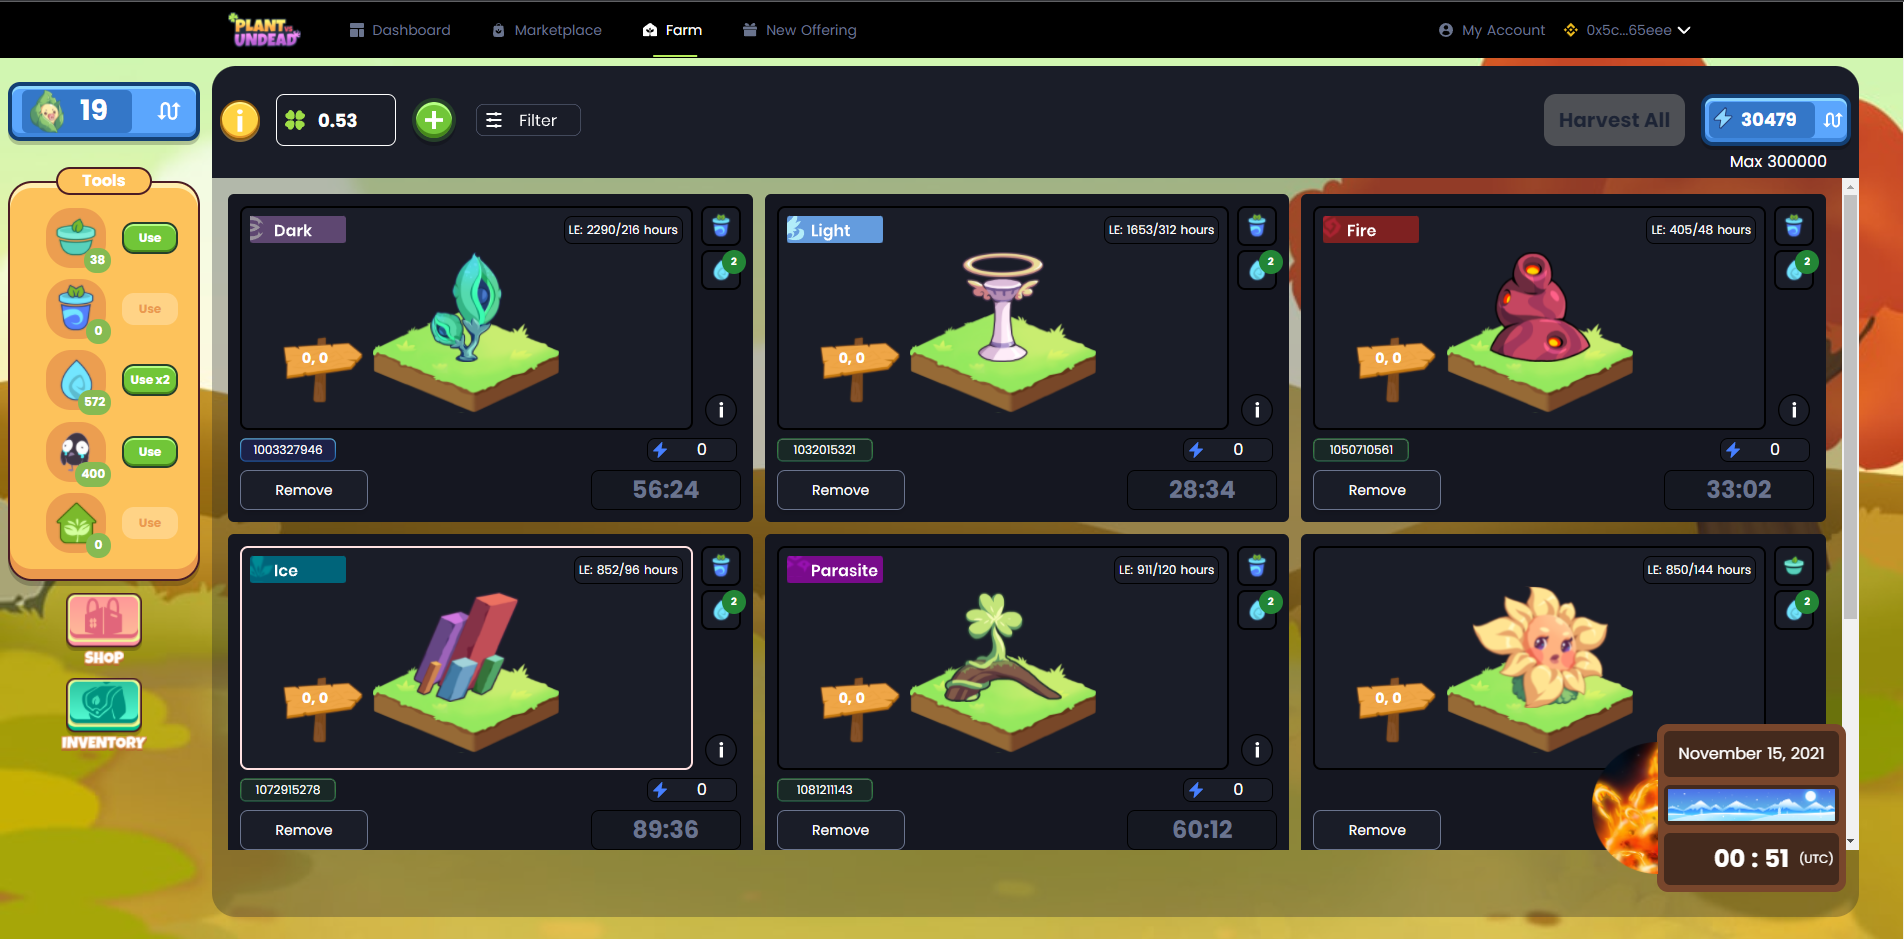 PLANT VS. UNDEAD
Dashboard
Marketplace
Farm
New Offering
My Account
0x5c...65eee
19
i
0.53
+
Filter
Harvest All
30479
Max 300000
Tools
Use
38
Use
0
Use x2
572
Use
400
Use
0
SHOP
INVENTORY
Dark
LE: 2290/216 hours
2
0, 0
i
1003327946
0
Remove
56:24
Light
LE: 1653/312 hours
2
0, 0
i
1032015321
0
Remove
28:34
Fire
LE: 405/48 hours
2
0, 0
i
1050710561
0
Remove
33:02
Ice
LE: 852/96 hours
2
0, 0
i
1072915278
0
Remove
89:36
Parasite
LE: 911/120 hours
2
0, 0
i
1081211143
0
Remove
60:12
LE: 850/144 hours
2
0, 0
Remove
November 15, 2021
00 : 51 (UTC)